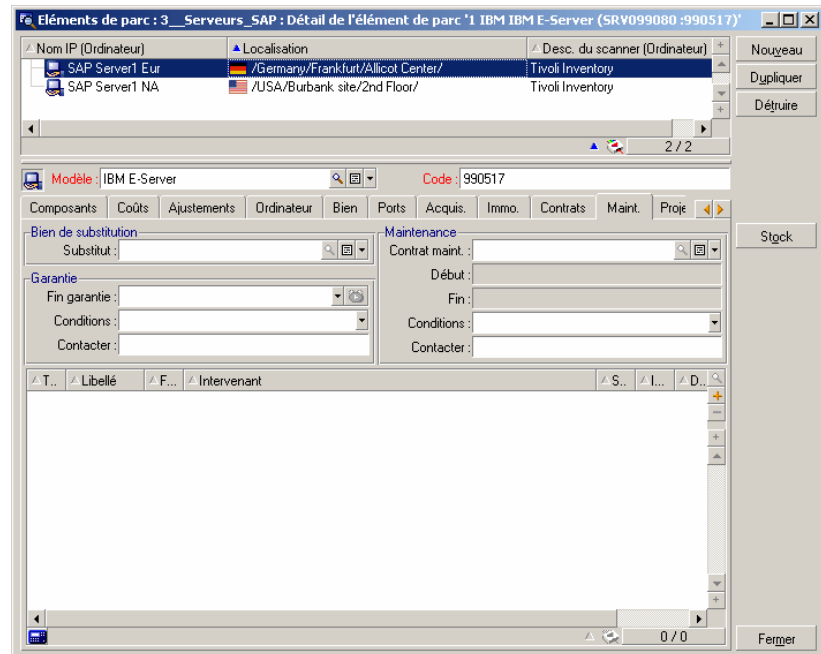 Eléments de parc : 3__Serveurs_SAP : Détail de l'élément de parc '1 IBM IBM E-Server (SRV099080 :990517)'
Nom IP (Ordinateur) Localisation Desc. du scanner (Ordinateur)
SAP Server1 Eur /Germany/Frankfurt/Allicot Center/ Tivoli Inventory
SAP Server1 NA /USA/Burbank site/2nd Floor/ Tivoli Inventory
2 / 2
Nouveau
Dupliquer
Détruire
Modèle : IBM E-Server Code : 990517
Composants Coûts Ajustements Ordinateur Bien Ports Acquis. Immo. Contrats Maint. Proje
Stock
Bien de substitution
Substitut :
Garantie
Fin garantie :
Conditions :
Contacter :
Maintenance
Contrat maint. :
Début :
Fin :
Conditions :
Contacter :
T... Libellé F... Intervenant S.. I... D..
0 / 0
Fermer